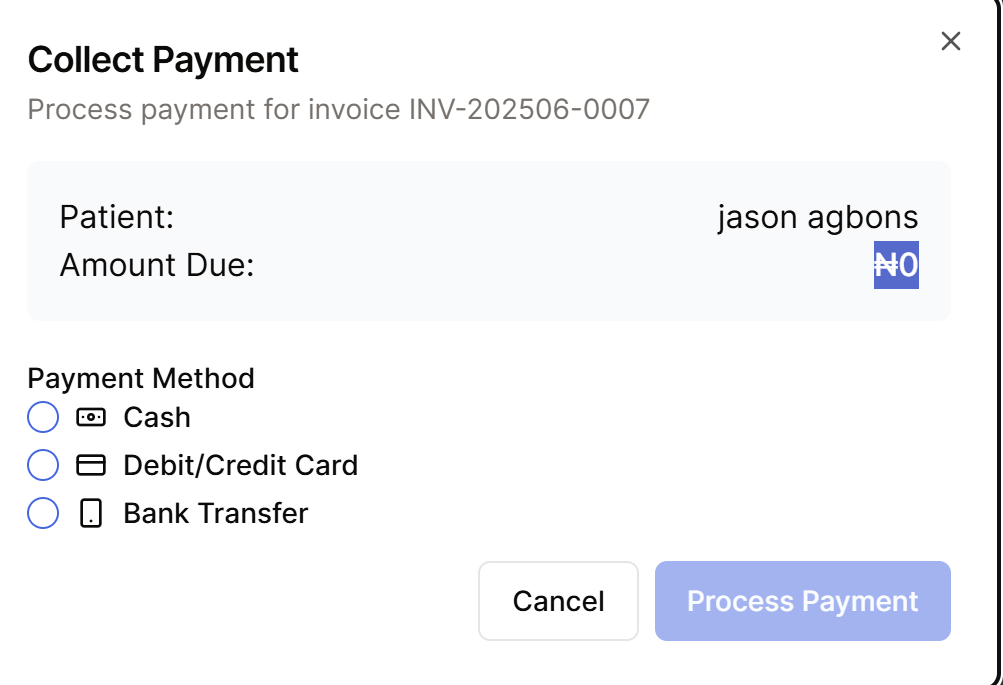 Collect Payment
Process payment for invoice INV-202506-0007
Patient: jason agbons
Amount Due: ₦0
Payment Method
Cash
Debit/Credit Card
Bank Transfer
Cancel Process Payment